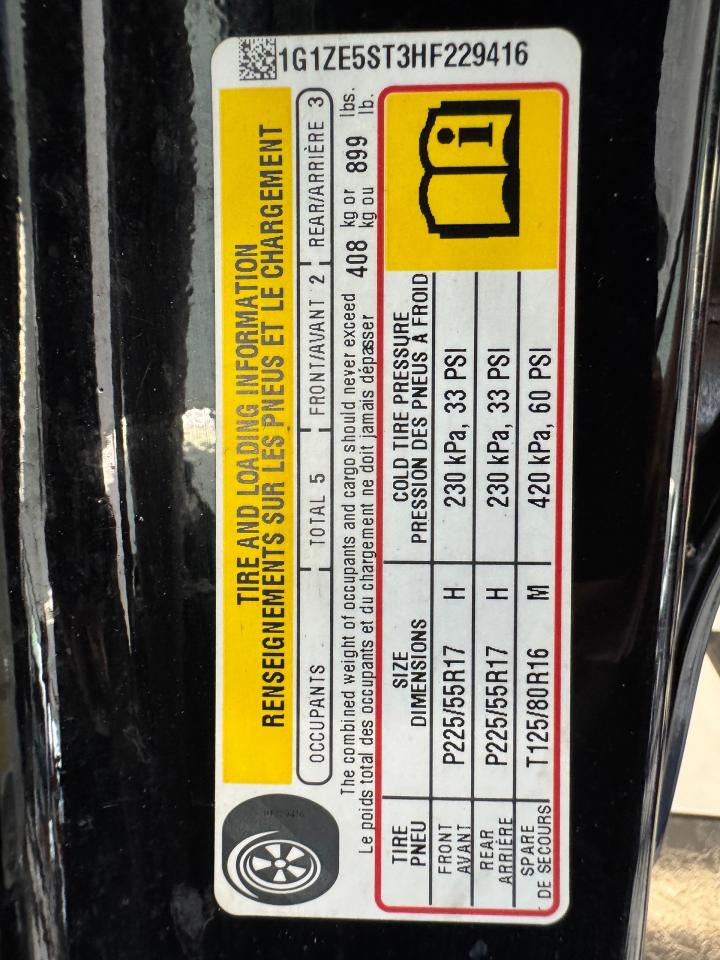 1G1ZE5ST3HF229416
TIRE AND LOADING INFORMATION
RENSEIGNEMENTS SUR LES PNEUS ET LE CHARGEMENT
OCCUPANTS TOTAL 5 FRONT/AVANT 2 REAR/ARRIÈRE 3
The combined weight of occupants and cargo should never exceed 408 kg or 899 lbs.
Le poids total des occupants et du chargement ne doit jamais dépasser kg ou lb.
TIRE SIZE COLD TIRE PRESSURE
PNEU DIMENSIONS PRESSION DES PNEUS À FROID
FRONT P225/55R17 H 230 kPa, 33 PSI
AVANT
REAR P225/55R17 H 230 kPa, 33 PSI
ARRIÈRE
SPARE T125/80R16 M 420 kPa, 60 PSI
DE SECOURS